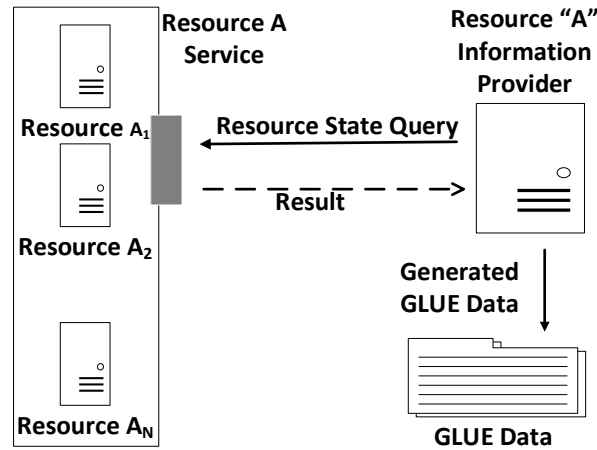 Resource A
Service
Resource “A”
Information
Provider
Resource A₁
Resource State Query
Result
Resource A₂
Generated
GLUE Data
Resource Aɴ
GLUE Data